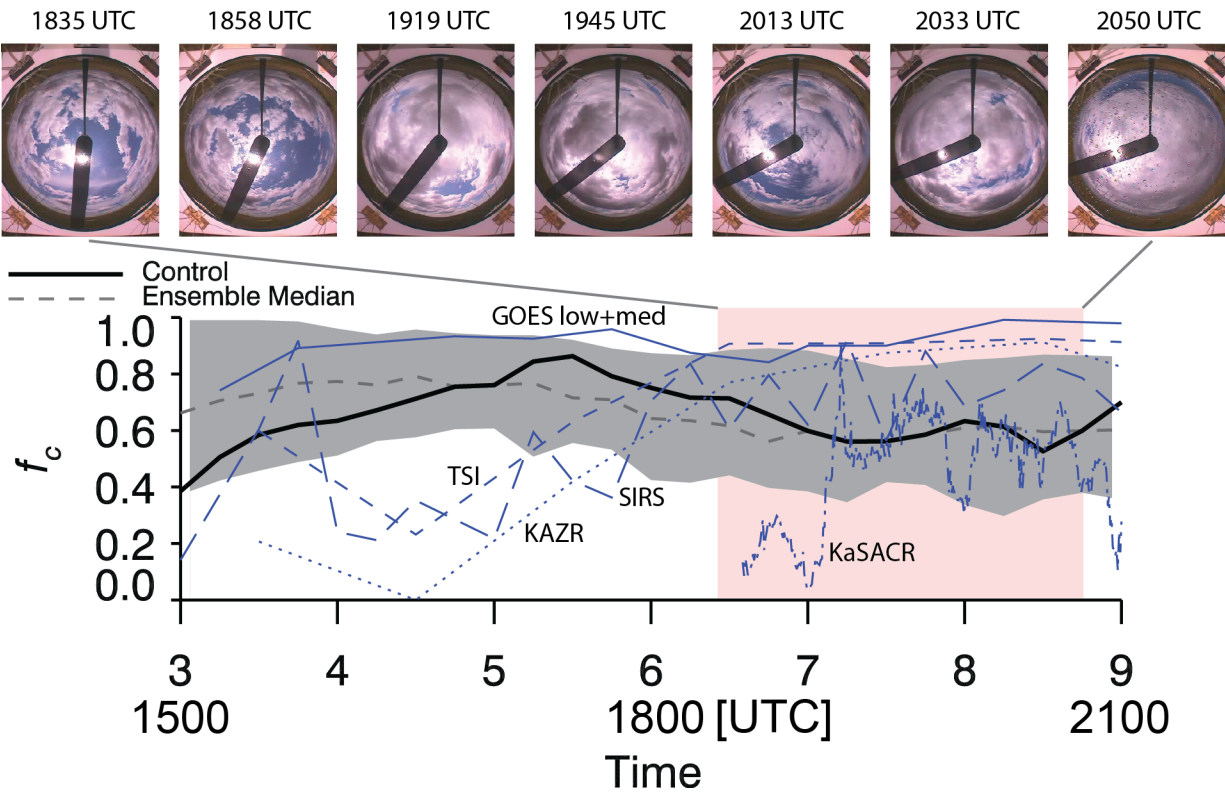 1835 UTC 1858 UTC 1919 UTC 1945 UTC 2013 UTC 2033 UTC 2050 UTC
Control
Ensemble Median
GOES low+med
1.0
0.8
0.6
0.4
0.2
0.0
fc
TSI
SIRS
KAZR
KaSACR
3 4 5 6 7 8 9
1500 1800 [UTC] 2100
Time